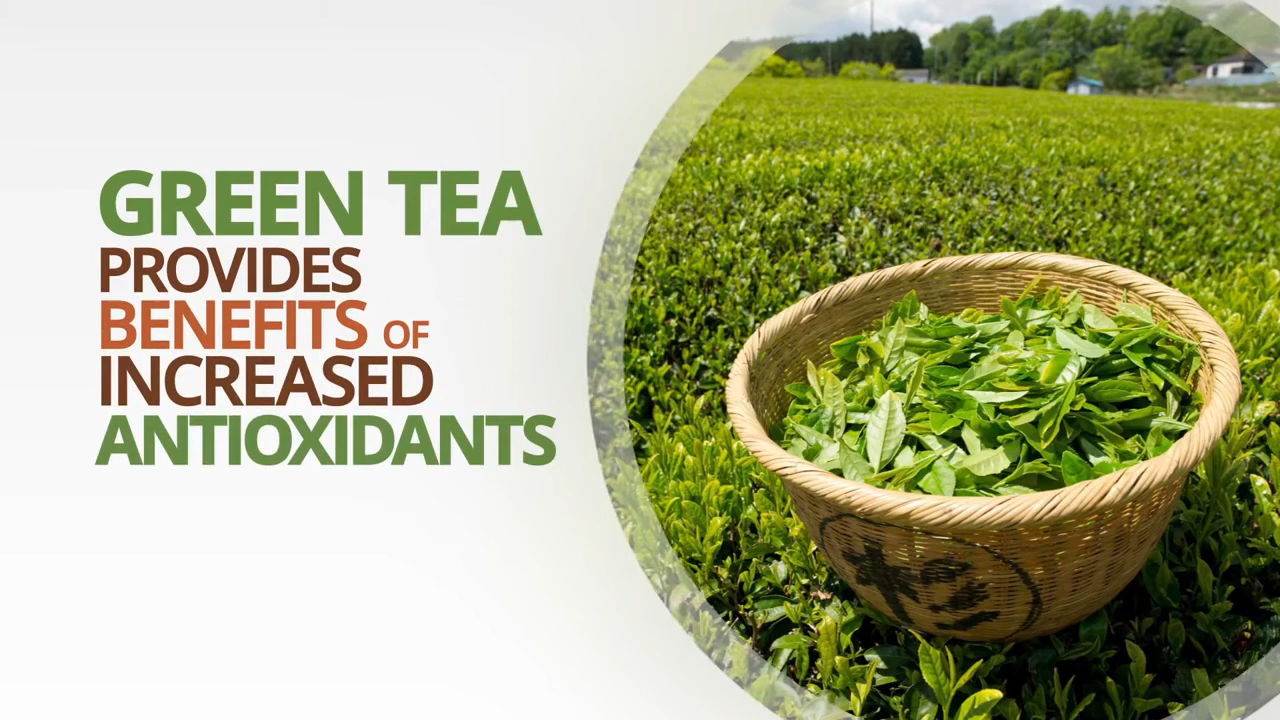 GREEN TEA
PROVIDES
BENEFITS OF
INCREASED
ANTIOXIDANTS